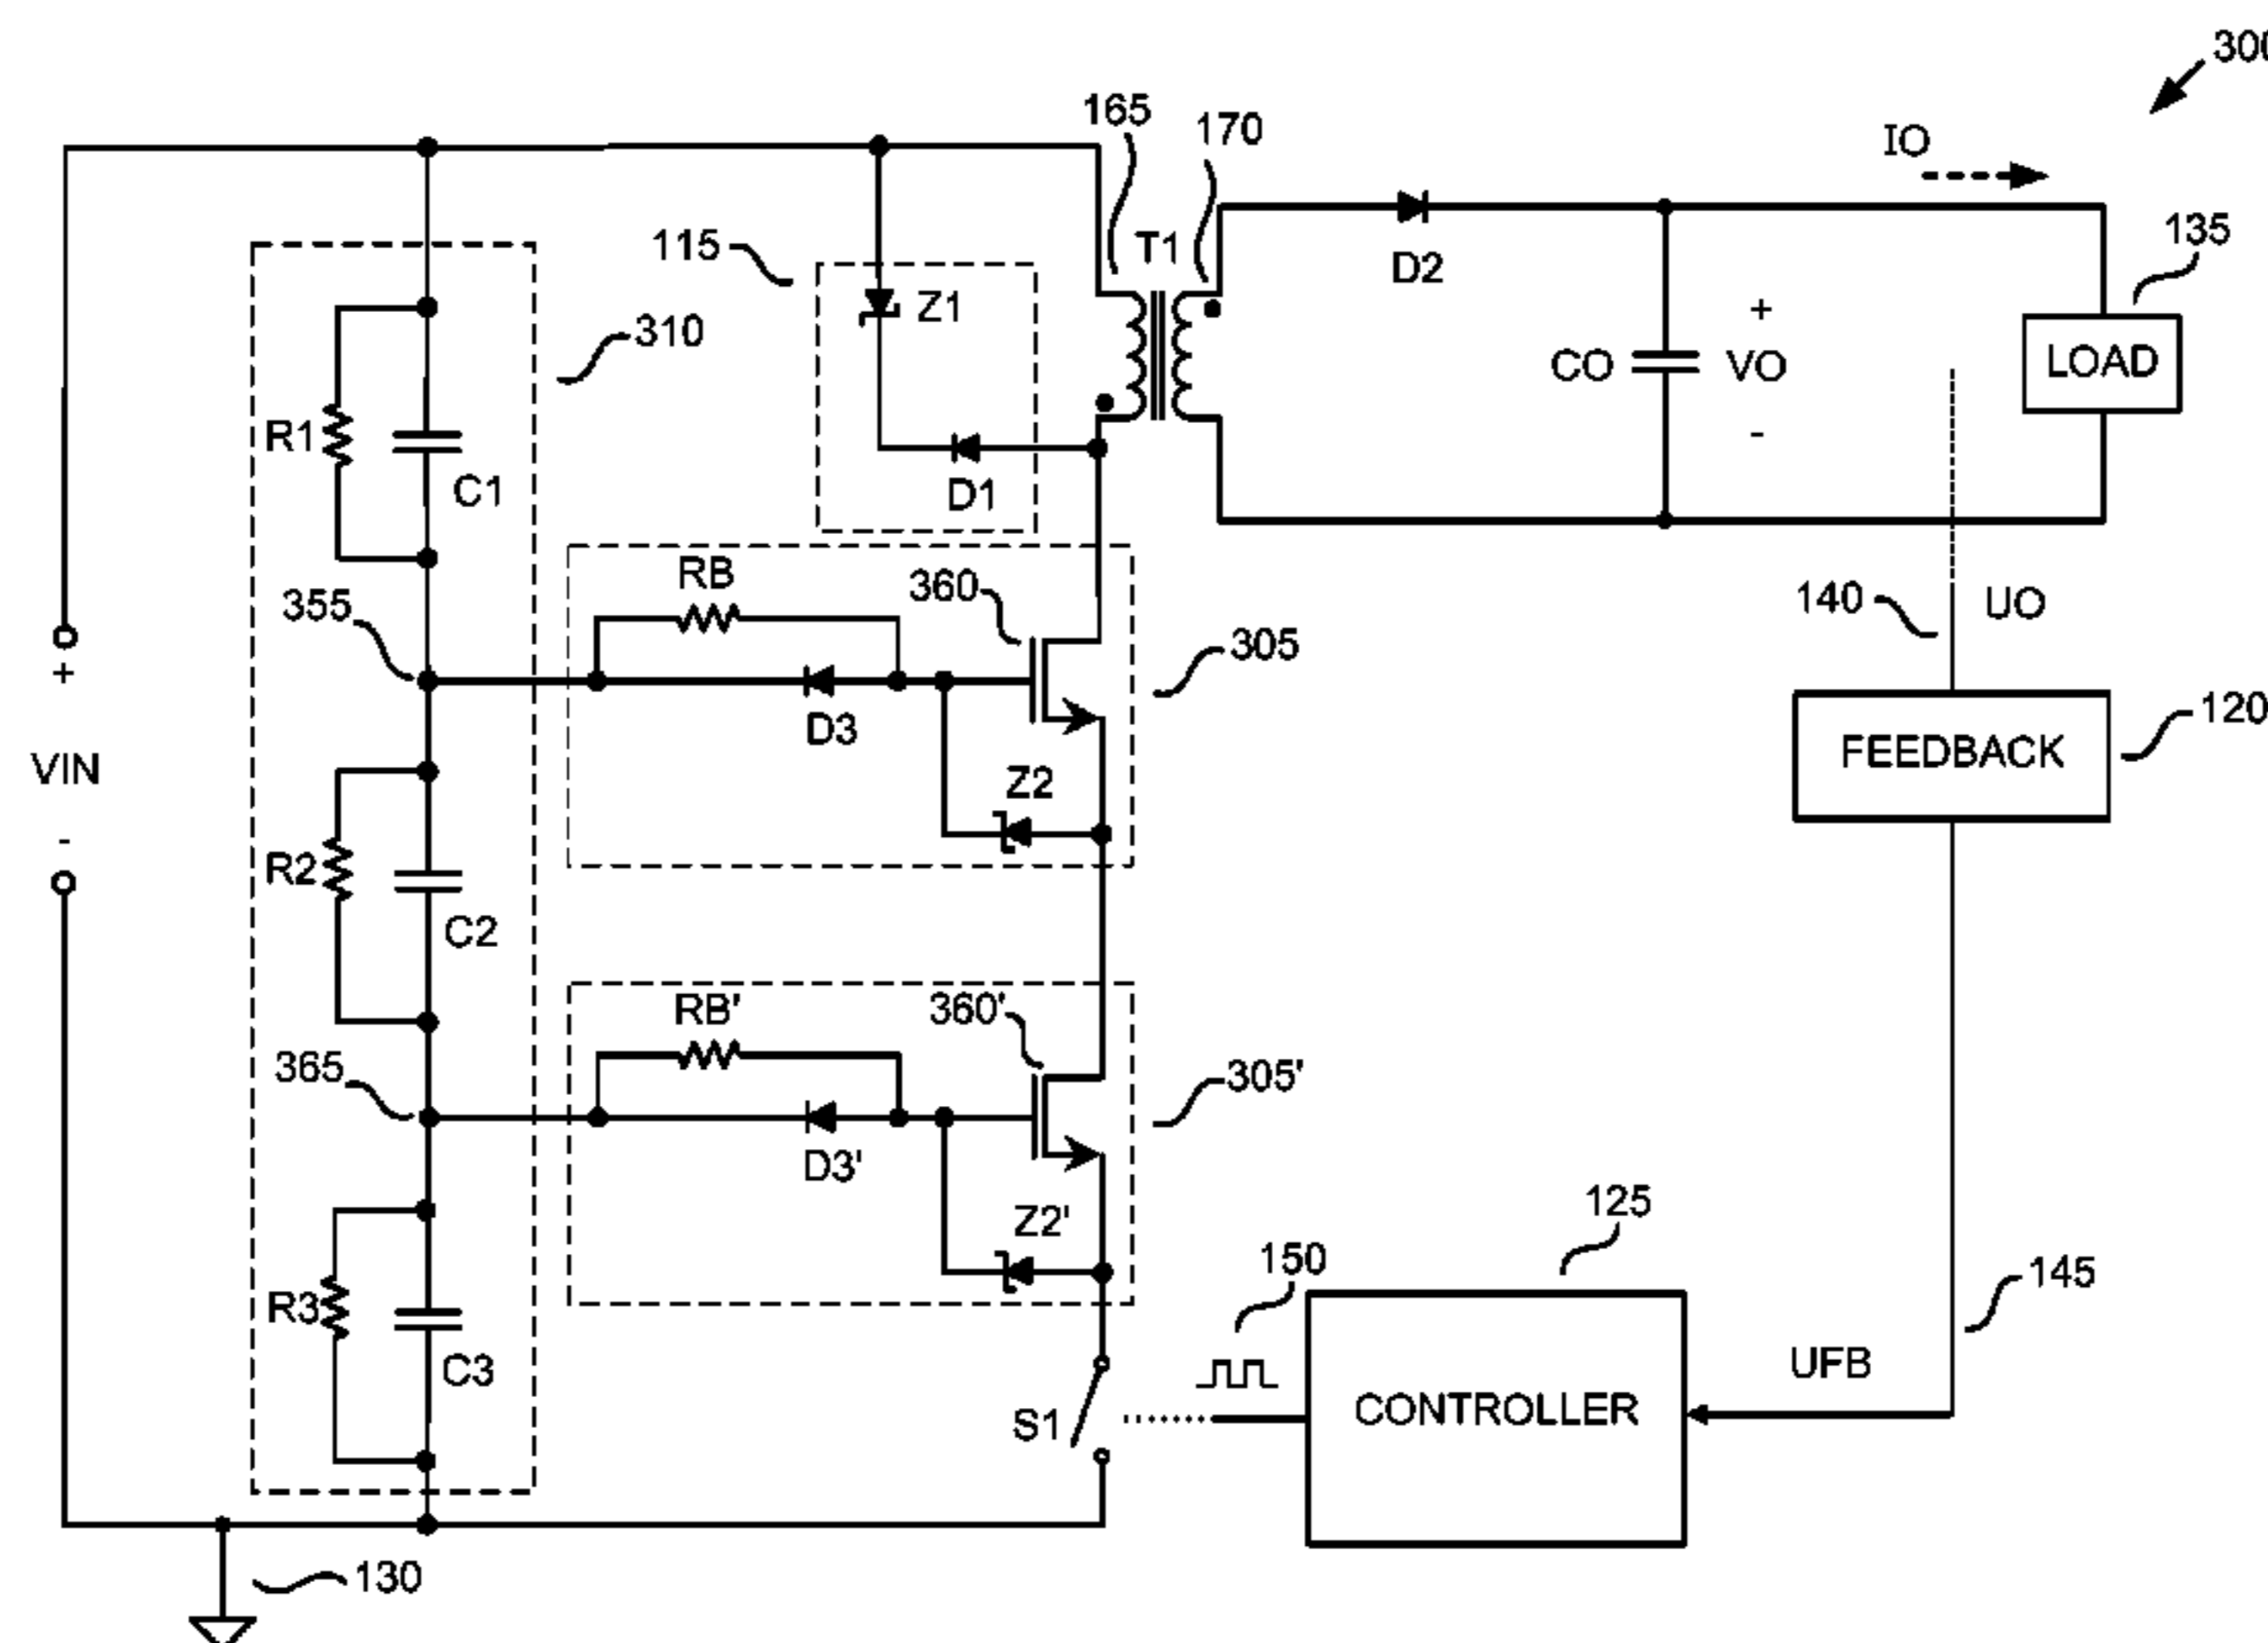 300
165
170
IO
135
115
T1
Z1
D2
310
+
CO
VO
-
LOAD
R1
C1
D1
RB
360
355
305
140
UO
+
D3
120
VIN
Z2
FEEDBACK
-
R2
C2
RB'
360'
365
305'
D3'
125
Z2'
150
145
R3
C3
UFB
S1
CONTROLLER
130